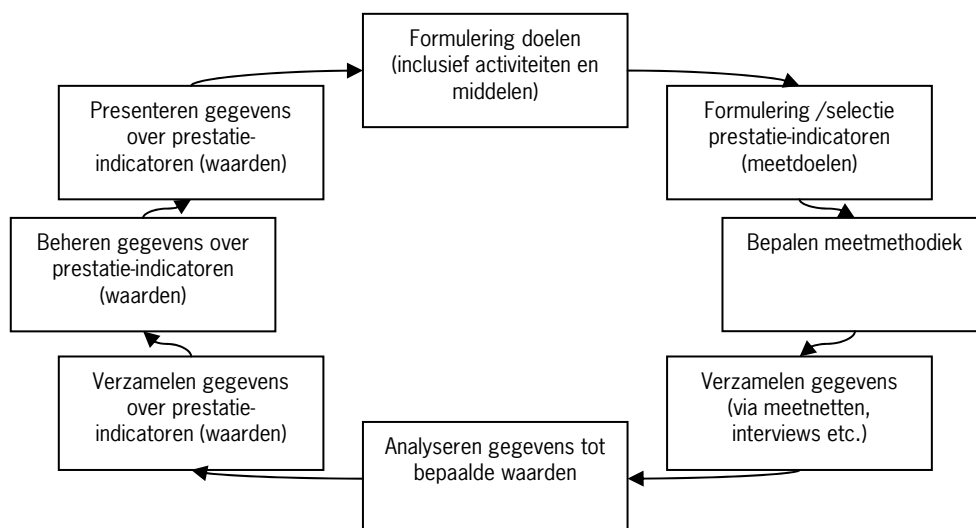 Formulering doelen
(inclusief activiteiten en
middelen)
Formulering /selectie
prestatie-indicatoren
(meetdoelen)
Bepalen meetmethodiek
Verzamelen gegevens
(via meetnetten,
interviews etc.)
Analyseren gegevens tot
bepaalde waarden
Verzamelen gegevens
over prestatie-
indicatoren (waarden)
Beheren gegevens over
prestatie-indicatoren
(waarden)
Presenteren gegevens
over prestatie-
indicatoren (waarden)